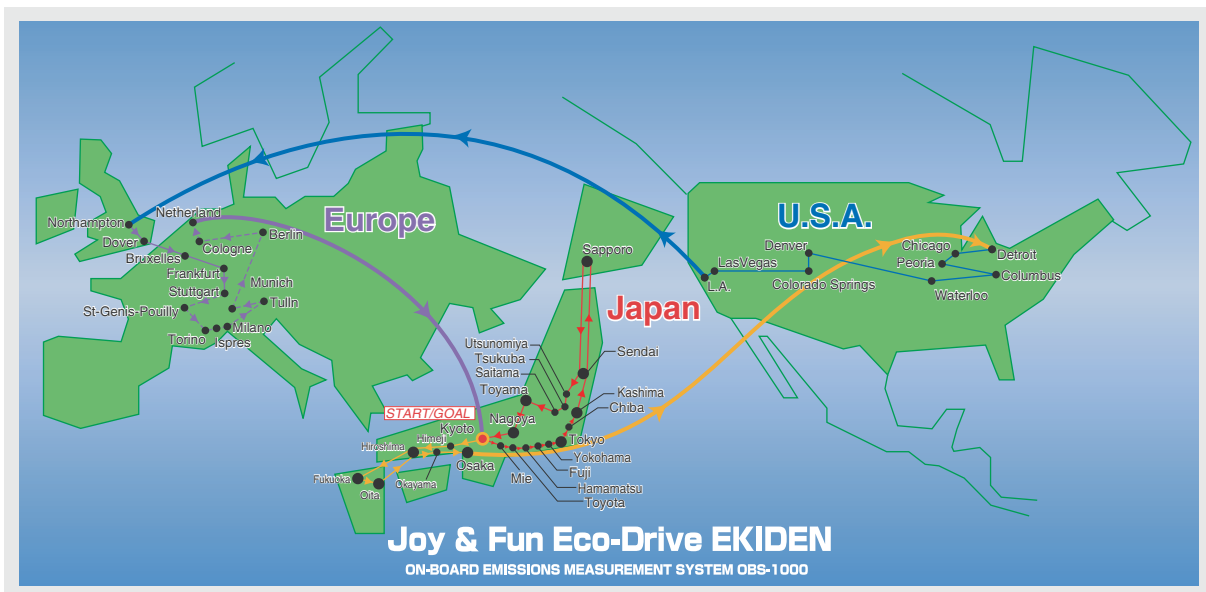 Northampton
Netherland
Dover
Cologne
Berlin
Bruxelles
Frankfurt
Munich
Stuttgart
Tulln
St-Genis-Pouilly
Milano
Torino
Ispres
Europe
U.S.A.
Denver
Chicago
Detroit
LasVegas
Peoria
L.A.
Colorado Springs
Columbus
Waterloo
Sapporo
Japan
Utsunomiya
Tsukuba
Sendai
Saitama
Toyama
Kashima
Chiba
START/GOAL
Nagoya
Kyoto
Himeji
Hiroshima
Tokyo
Osaka
Yokohama
Fukuoka
Okayama
Mie
Fuji
Oita
Hamamatsu
Toyota
Joy & Fun Eco-Drive EKIDEN
ON-BOARD EMISSIONS MEASUREMENT SYSTEM OBS-1000